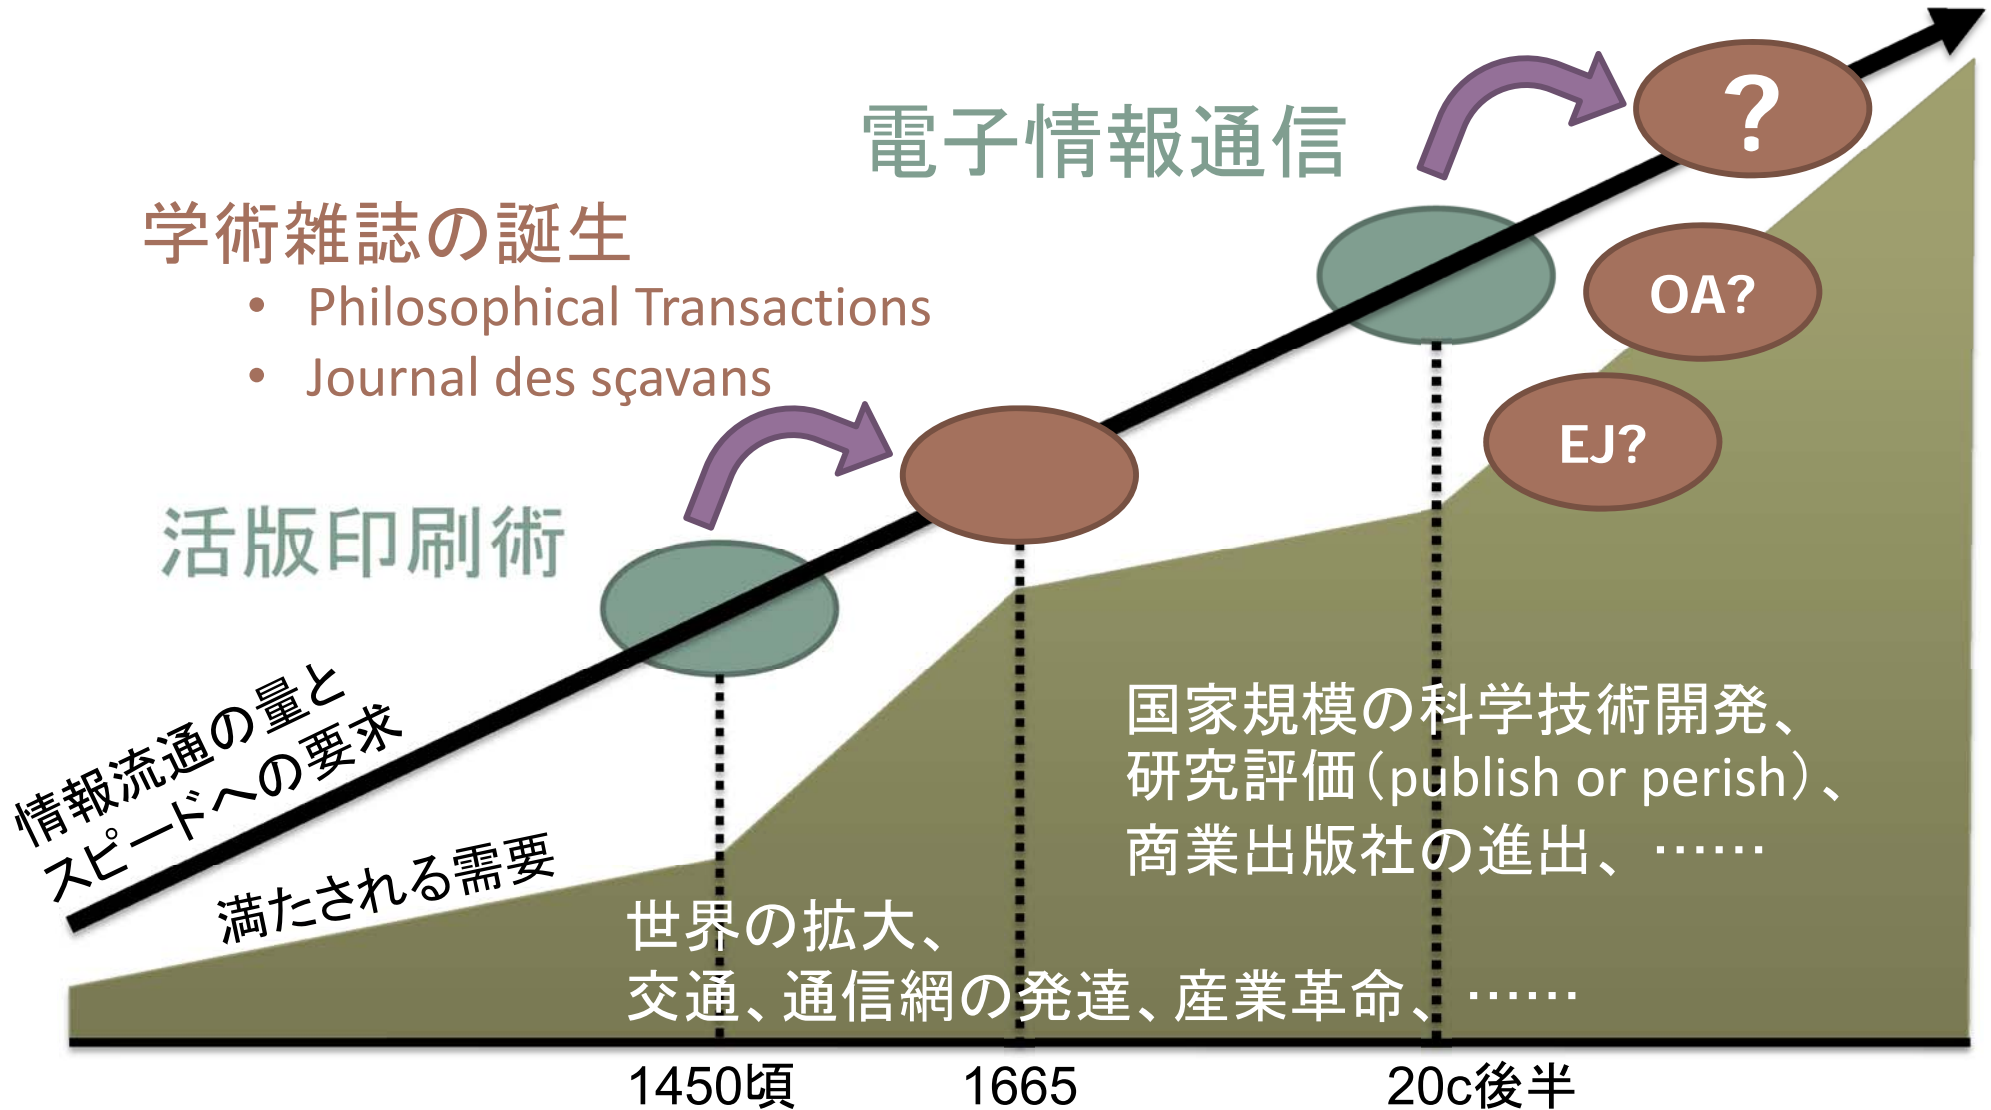 電子情報通信
?
学術雑誌の誕生
• Philosophical Transactions
• Journal des sçavans
OA?
EJ?
活版印刷術
情報流通の量と
スピードへの要求
満たされる需要
国家規模の科学技術開発、
研究評価（publish or perish）、
商業出版社の進出、……
世界の拡大、
交通、通信網の発達、産業革命、……
1450頃
1665
20c後半